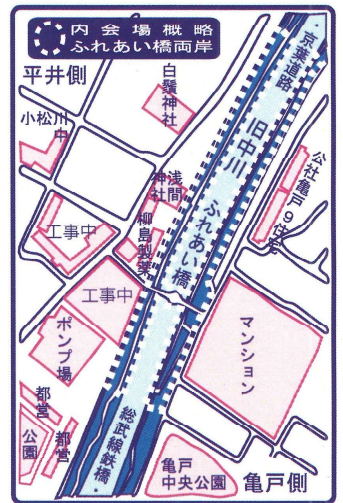 内会場概略
ふれあい橋両岸
平井側
白鬚神社
京葉道路
小松川中
旧中川
公社亀戸9住宅
浅間神社
ふれあい橋
柳島製薬
工事中
工事中
ポンプ場
マンション
都営
公園
都営
総武線鉄橋
亀戸中央公園
亀戸側